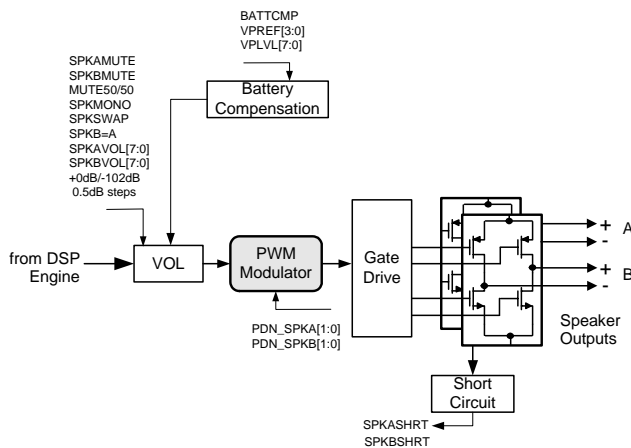 BATTCMP
VPREF[3:0]
VPLVL[7:0]
SPKAMUTE
SPKBMUTE
MUTE50/50
SPKMONO
SPKSWAP
SPKB=A
SPKAVOL[7:0]
SPKBVOL[7:0]
+0dB/-102dB
0.5dB steps
Battery
Compensation
from DSP
Engine
VOL
PWM
Modulator
PDN_SPKA[1:0]
PDN_SPKB[1:0]
Gate
Drive
+
A
-
+
B
-
Speaker
Outputs
Short
Circuit
SPKASHRT
SPKBSHRT